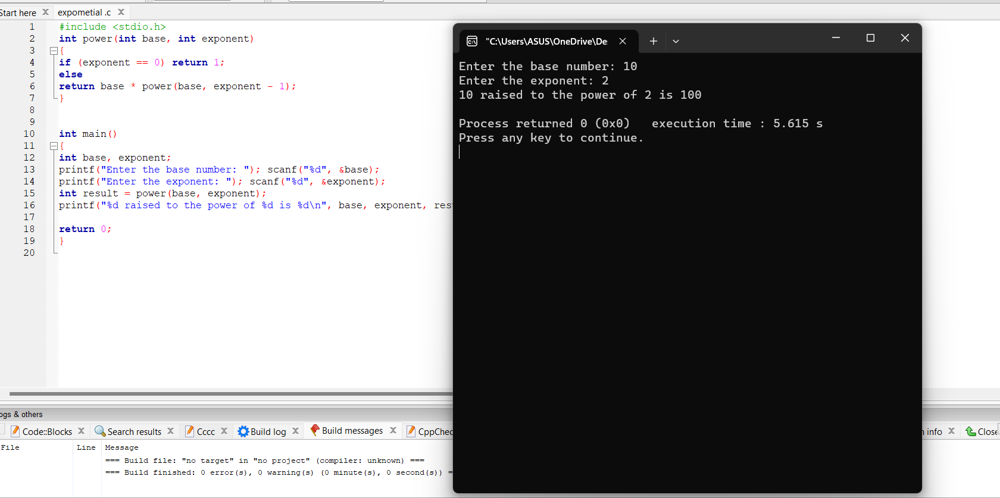 Start here
expometial .c
1 #include <stdio.h>
2 int power(int base, int exponent)
3 {
4 if (exponent == 0) return 1;
5 else
6 return base * power(base, exponent - 1);
7 }
8
9
10 int main()
11 {
12 int base, exponent;
13 printf("Enter the base number: "); scanf("%d", &base);
14 printf("Enter the exponent: "); scanf("%d", &exponent);
15 int result = power(base, exponent);
16 printf("%d raised to the power of %d is %d\n", base, exponent, res
17
18 return 0;
19 }
20
"C:\Users\ASUS\OneDrive\De
Enter the base number: 10
Enter the exponent: 2
10 raised to the power of 2 is 100
Process returned 0 (0x0)   execution time : 5.615 s
Press any key to continue.
ogs & others
Code::Blocks
Search results
Cccc
Build log
Build messages
CppChec
n info
Close
File Line Message
=== Build file: "no target" in "no project" (compiler: unknown) ===
=== Build finished: 0 error(s), 0 warning(s) (0 minute(s), 0 second(s)) =